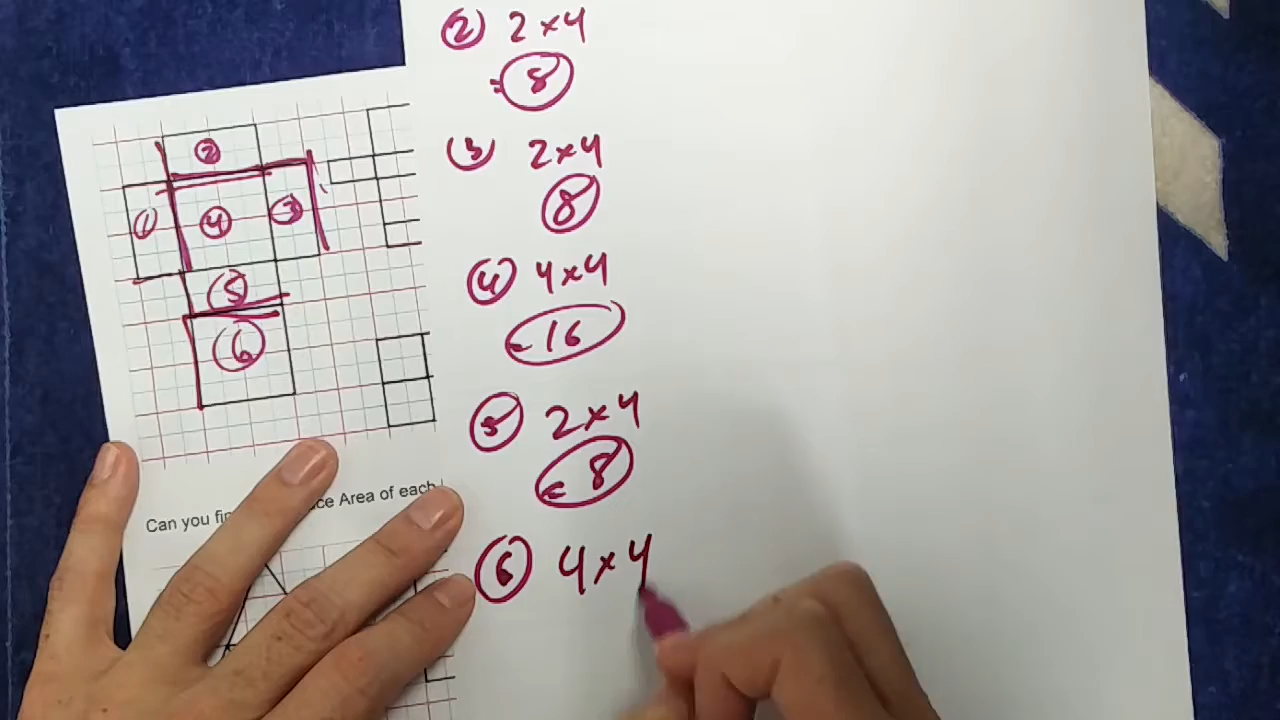 ② 2 × 4
= 8
③ 2 × 4
8
④ 4 × 4
= 16
⑤ 2 × 4
= 8
⑥ 4 × 4
②
① ④ ③
⑤
⑥
Can you fi ce Area of each